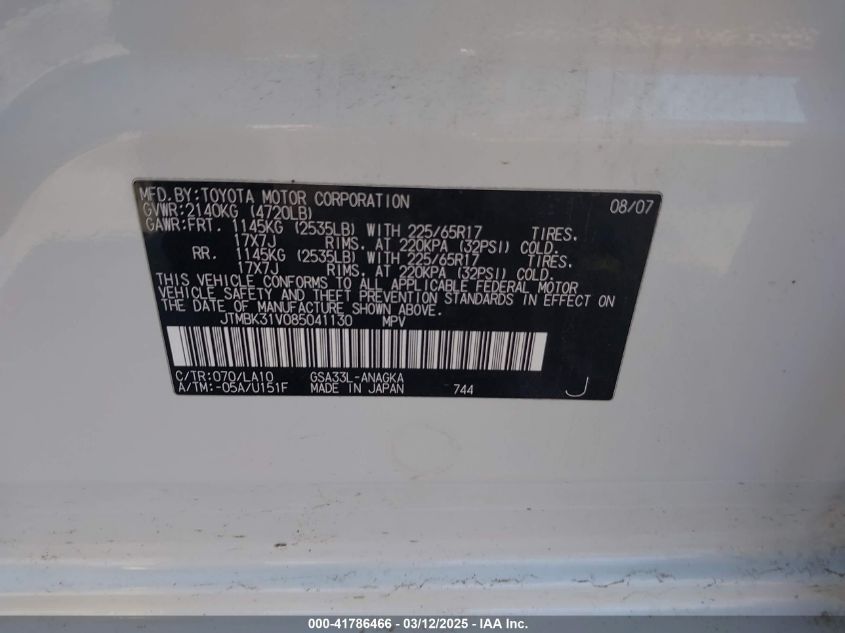 MFD.BY:TOYOTA MOTOR CORPORATION 08/07
GVWR:2140KG (4720LB)
GAWR:FRT. 1145KG (2535LB) WITH 225/65R17 TIRES.
17X7J RIMS. AT 220KPA (32PSI) COLD.
RR. 1145KG (2535LB) WITH 225/65R17 TIRES.
17X7J RIMS. AT 220KPA (32PSI) COLD.
THIS VEHICLE CONFORMS TO ALL APPLICABLE FEDERAL MOTOR
VEHICLE SAFETY AND THEFT PREVENTION STANDARDS IN EFFECT ON
THE DATE OF MANUFACTURE SHOWN ABOVE.
JTMBK31V085041130 MPV
C/TR:070/LA10 GSA33L-ANAGKA
A/TM:-05A/U151F MADE IN JAPAN 744 J
000-41786466 - 03/12/2025 - IAA Inc.